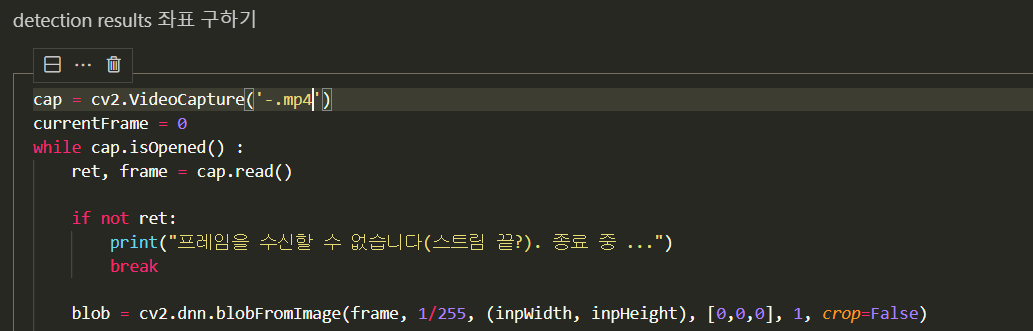 detection results 좌표 구하기
cap = cv2.VideoCapture('-.mp4')
currentFrame = 0
while cap.isOpened() :
    ret, frame = cap.read()
    if not ret:
        print("프레임을 수신할 수 없습니다(스트림 끝?). 종료 중 ...")
        break
    blob = cv2.dnn.blobFromImage(frame, 1/255, (inpWidth, inpHeight), [0,0,0], 1, crop=False)